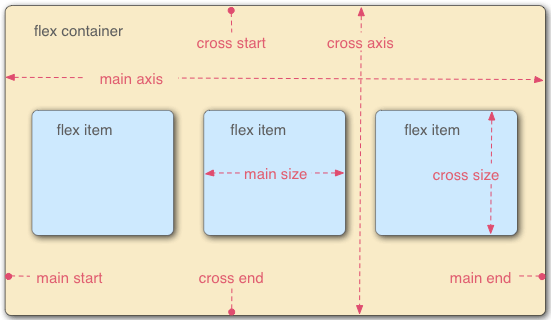 flex container
cross start
cross axis
main axis
flex item
flex item
flex item
main size
cross size
main start
cross end
main end